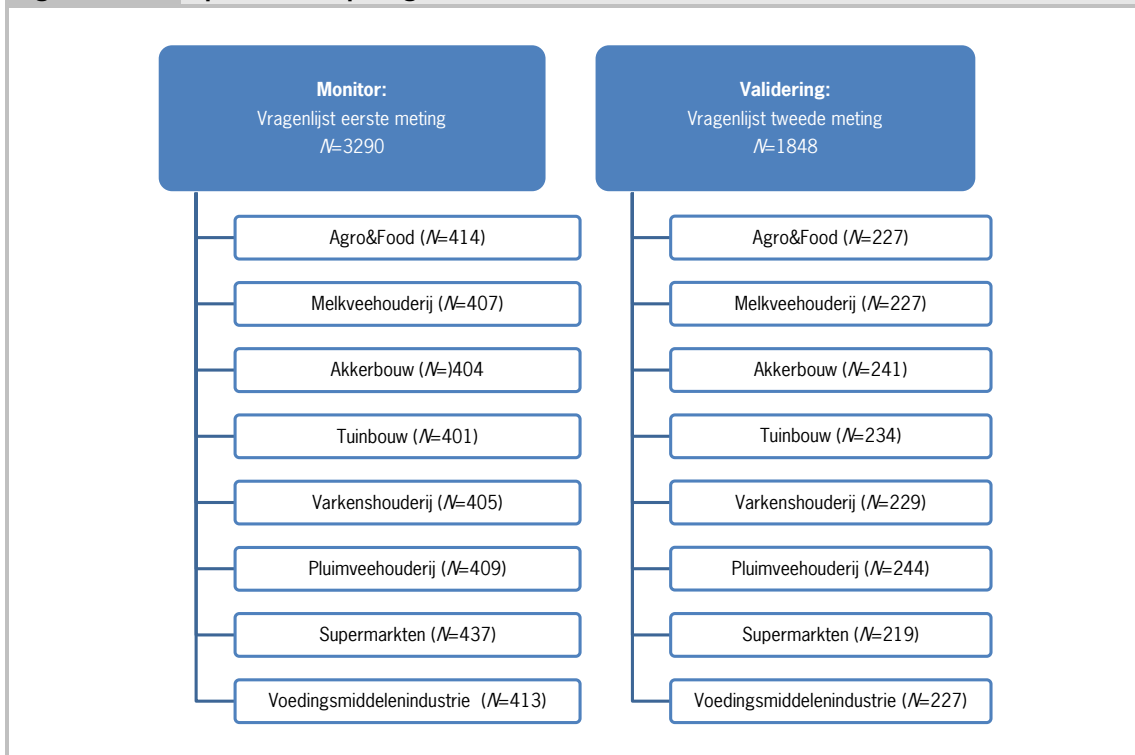 Monitor:
Vragenlijst eerste meting
N=3290
Agro&Food (N=414)
Melkveehouderij (N=407)
Akkerbouw (N=)404
Tuinbouw (N=401)
Varkenshouderij (N=405)
Pluimveehouderij (N=409)
Supermarkten (N=437)
Voedingsmiddelenindustrie (N=413)
Validering:
Vragenlijst tweede meting
N=1848
Agro&Food (N=227)
Melkveehouderij (N=227)
Akkerbouw (N=241)
Tuinbouw (N=234)
Varkenshouderij (N=229)
Pluimveehouderij (N=244)
Supermarkten (N=219)
Voedingsmiddelenindustrie (N=227)